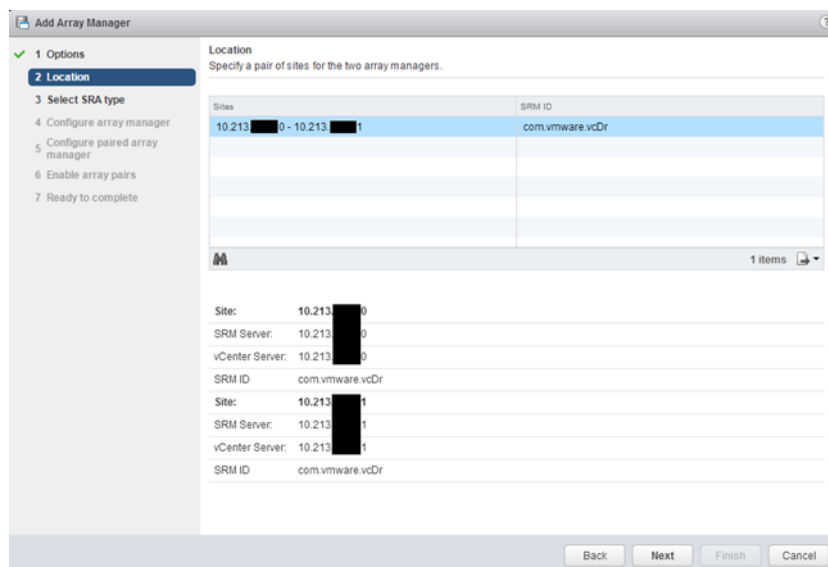 Add Array Manager
?
1 Options
2 Location
3 Select SRA type
4 Configure array manager
5 Configure paired array
manager
6 Enable array pairs
7 Ready to complete
Location
Specify a pair of sites for the two array managers.
Sites SRM ID
10.213. 0 - 10.213. 1 com.vmware.vcDr
1 items
Site: 10.213. 0
SRM Server: 10.213. 0
vCenter Server: 10.213. 0
SRM ID com.vmware.vcDr
Site: 10.213 1
SRM Server: 10.213 1
vCenter Server: 10.213 1
SRM ID com.vmware.vcDr
Back Next Finish Cancel